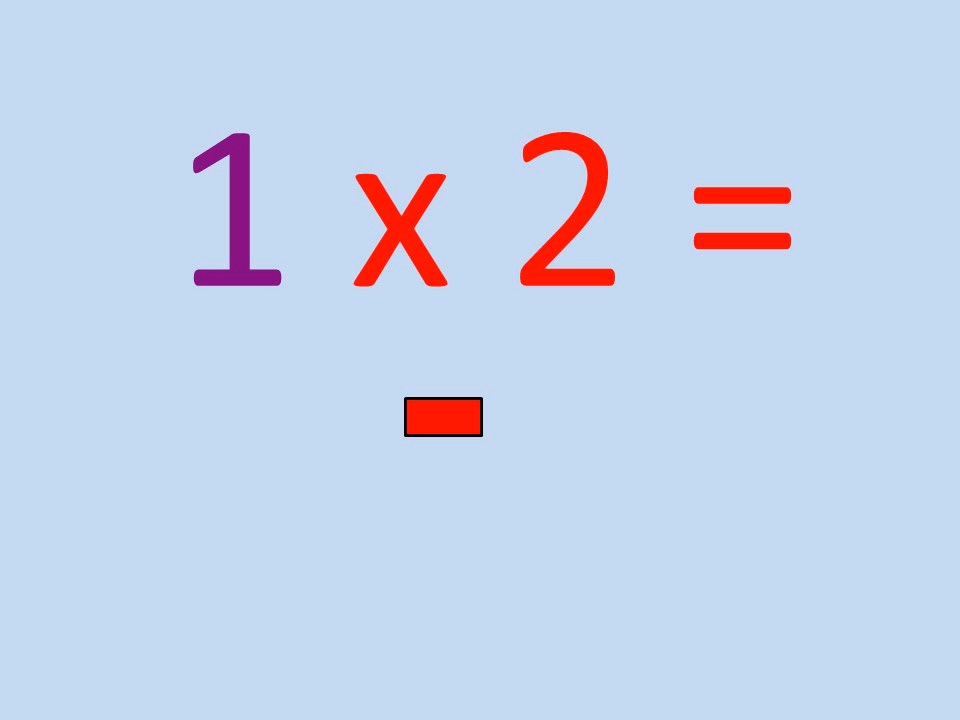 1 x 2 =